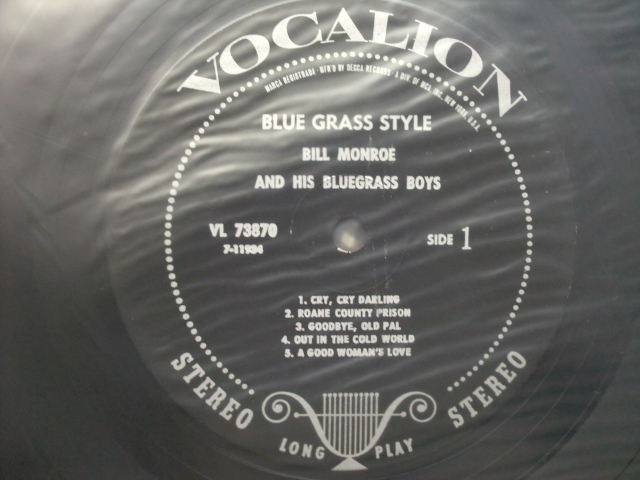 VOCALION
MARCA REGISTRADA · MFR'D BY DECCA RECORDS · A DIV. OF MCA, INC., NEW YORK, U.S.A.
BLUE GRASS STYLE
BILL MONROE
AND HIS BLUEGRASS BOYS
VL 73870
7-11934
SIDE 1
1. CRY, CRY DARLING
2. ROANE COUNTY PRISON
3. GOODBYE, OLD PAL
4. OUT IN THE COLD WORLD
5. A GOOD WOMAN'S LOVE
STEREO
STEREO
LONG PLAY